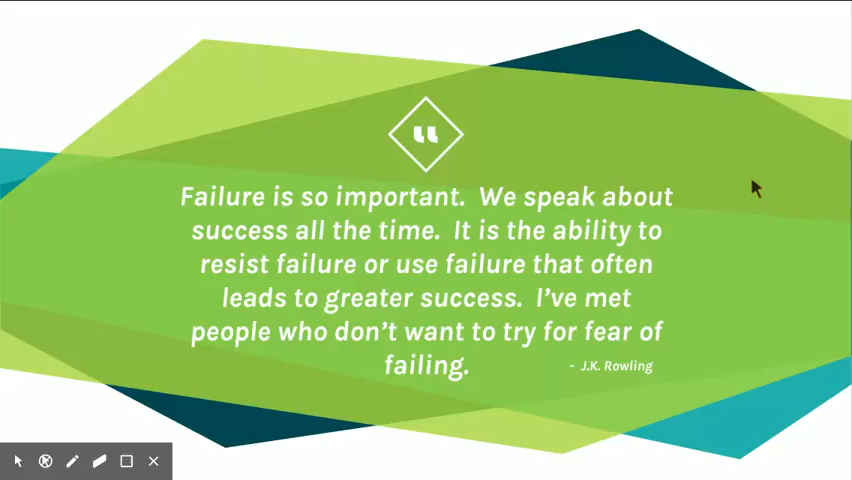 Failure is so important.  We speak about
success all the time.  It is the ability to
resist failure or use failure that often
leads to greater success.  I’ve met
people who don’t want to try for fear of
failing.
- J.K. Rowling